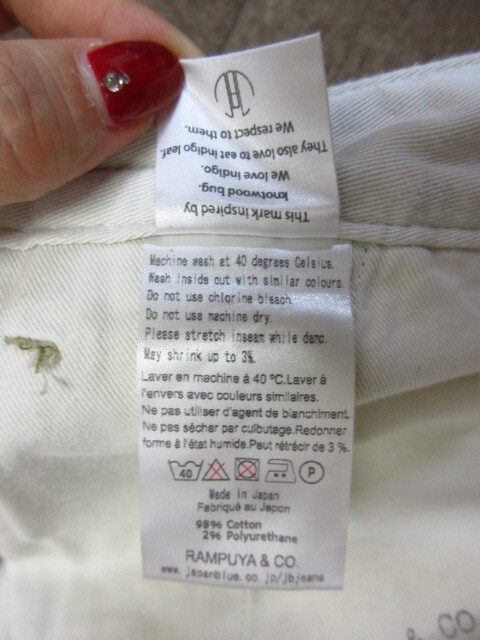 This mark inspired by
knotwood bug.
We love indigo.
They also love to eat indigo leaf.
We respect to them.
Machine wash at 40 degrees Celsius.
Wash inside out with similar colours.
Do not use chlorine bleach.
Do not use machine dry.
Please stretch inseam while damp.
May shrink up to 3%.
Laver en machine à 40 ºC.Laver à
l'envers avec couleurs similaires.
Ne pas utiliser d'agent de blanchiment.
Ne pas sécher par culbutage.Redonner
forme à l'état humide.Peut rétrécir de 3 %.
40 P
Made in Japan
Fabriqué au Japon
98% Cotton
2% Polyurethane
RAMPUYA & CO.
www.japanblue.co.jp/jbjeans
& CO